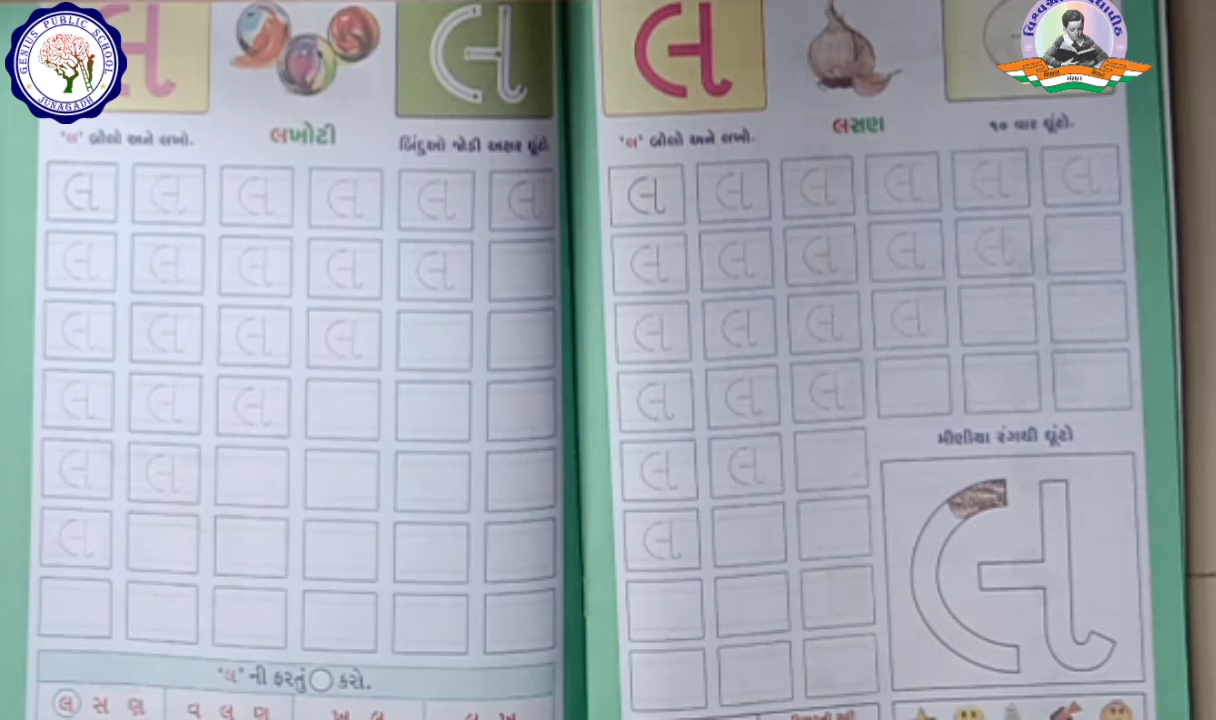 GENIUS PUBLIC SCHOOL
JUNAGADH
લ
લ
'લ' બોલો અને લખો.
લખોટી
બિંદુઓ જોડી અક્ષર ઘૂંટો.
લ લ લ લ લ લ
લ લ લ લ લ
લ લ લ લ
લ લ લ
લ લ
લ
'લ' ની ફરતું ○ કરો.
લ સ ણ
વ લ ણ
લ
'લ' બોલો અને લખો.
લસણ
૧૦ વાર ઘૂંટો.
લ લ લ લ લ લ
લ લ લ લ લ
લ લ લ લ
લ લ લ
લ લ
લ
મીણીયા રંગથી ઘૂંટો
લ
સંસ્કાર